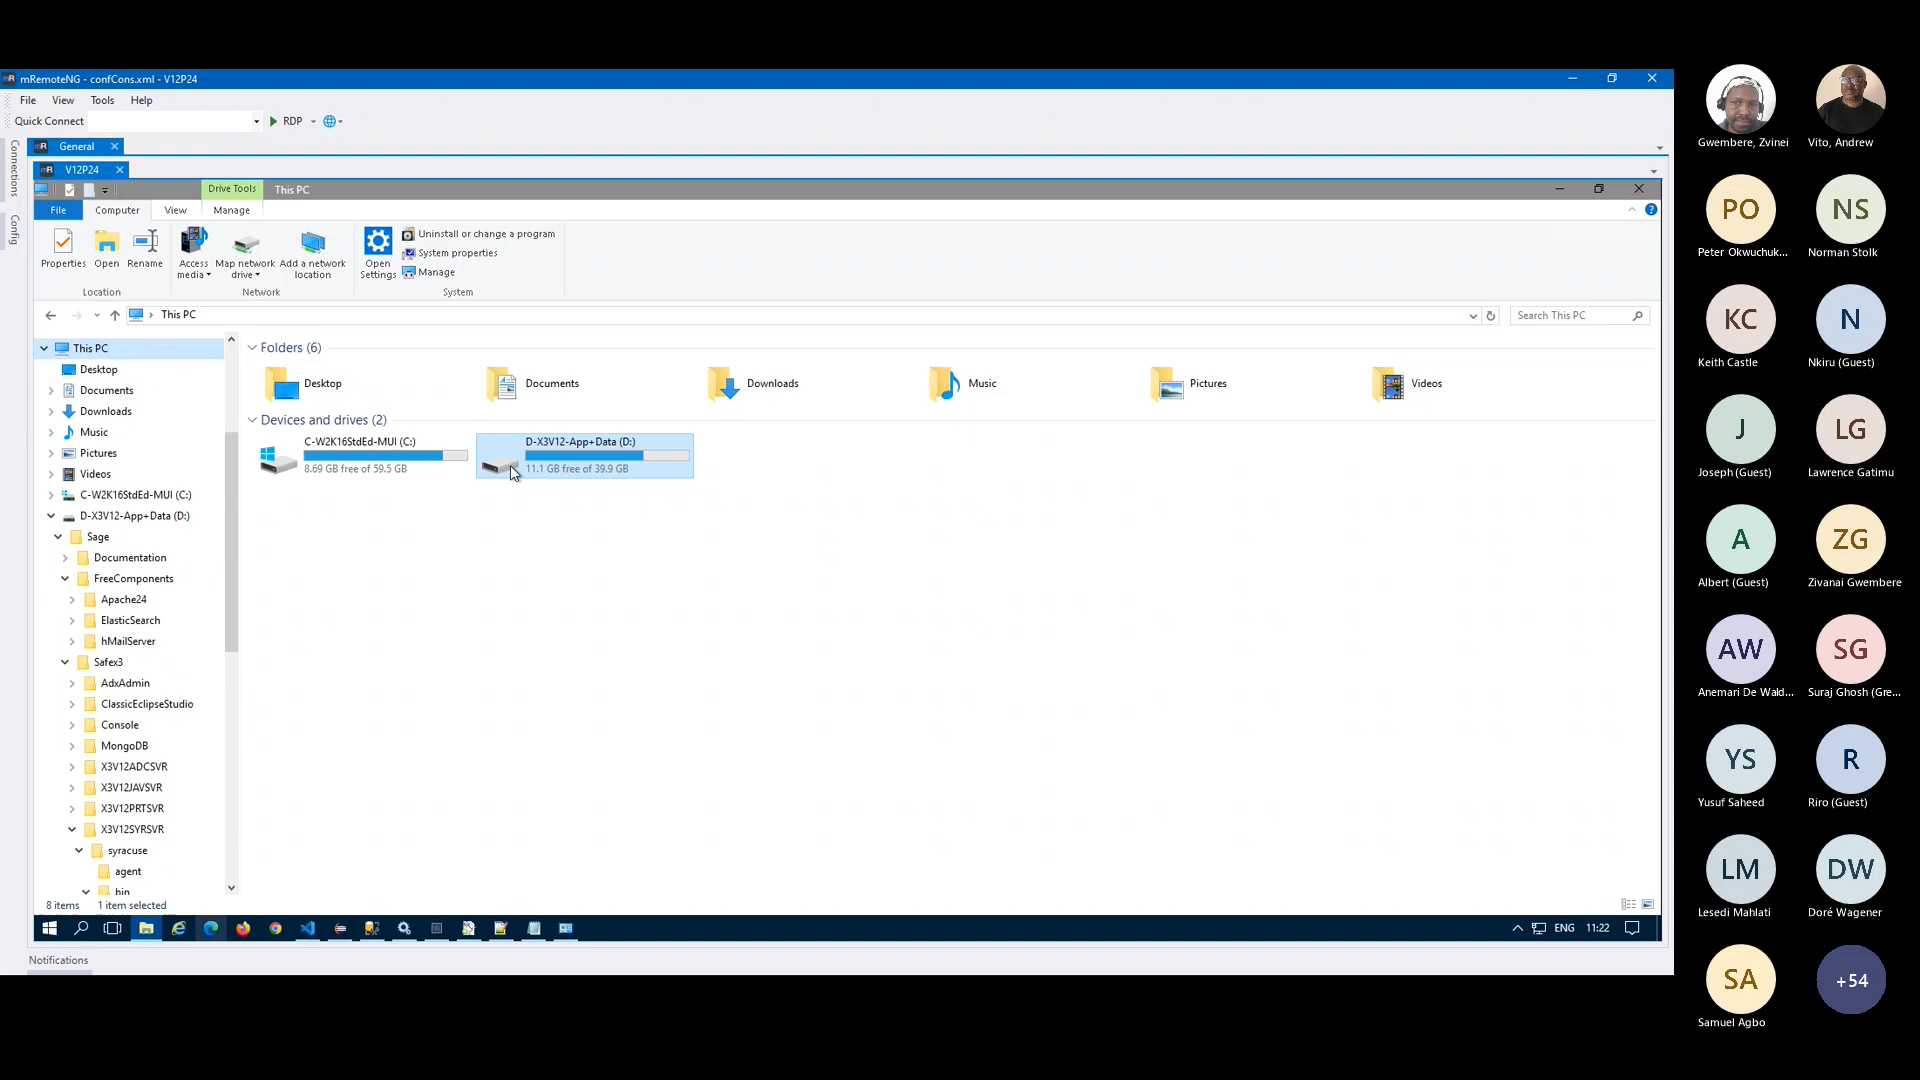 mRemoteNG - confCons.xml - V12P24
File View Tools Help
Quick Connect RDP
Connections
Config
General
V12P24
Drive Tools This PC
File Computer View Manage
Properties Open Rename
Access media Map network drive Add a network location
Open Settings
Uninstall or change a program
System properties
Manage
Location Network System
This PC
Search This PC
This PC
Desktop
Documents
Downloads
Music
Pictures
Videos
C-W2K16StdEd-MUI (C:)
D-X3V12-App+Data (D:)
Sage
Documentation
FreeComponents
Apache24
ElasticSearch
hMailServer
Safex3
AdxAdmin
ClassicEclipseStudio
Console
MongoDB
X3V12ADCSVR
X3V12JAVSVR
X3V12PRTSVR
X3V12SYRSVR
syracuse
agent
bin
Folders (6)
Desktop Documents Downloads Music Pictures Videos
Devices and drives (2)
C-W2K16StdEd-MUI (C:)
8.69 GB free of 59.5 GB
D-X3V12-App+Data (D:)
11.1 GB free of 39.9 GB
8 items 1 item selected
ENG 11:22
Notifications
Gwembere, Zvinei
Vito, Andrew
PO
Peter Okwuchuk...
NS
Norman Stolk
KC
Keith Castle
N
Nkiru (Guest)
J
Joseph (Guest)
LG
Lawrence Gatimu
A
Albert (Guest)
ZG
Zivanai Gwembere
AW
Anemari De Wald...
SG
Suraj Ghosh (Gre...
YS
Yusuf Saheed
R
Riro (Guest)
LM
Lesedi Mahlati
DW
Doré Wagener
SA
Samuel Agbo
+54